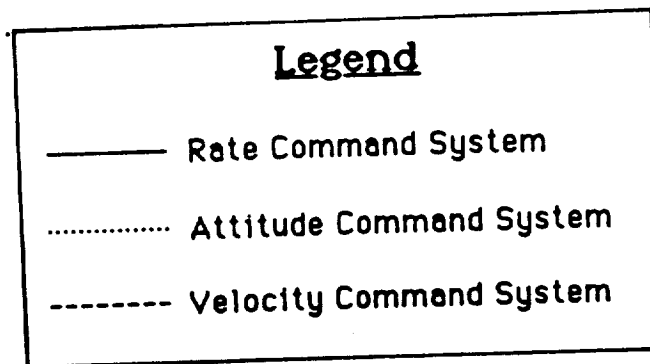 Legend
Rate Command System
Attitude Command System
Velocity Command System